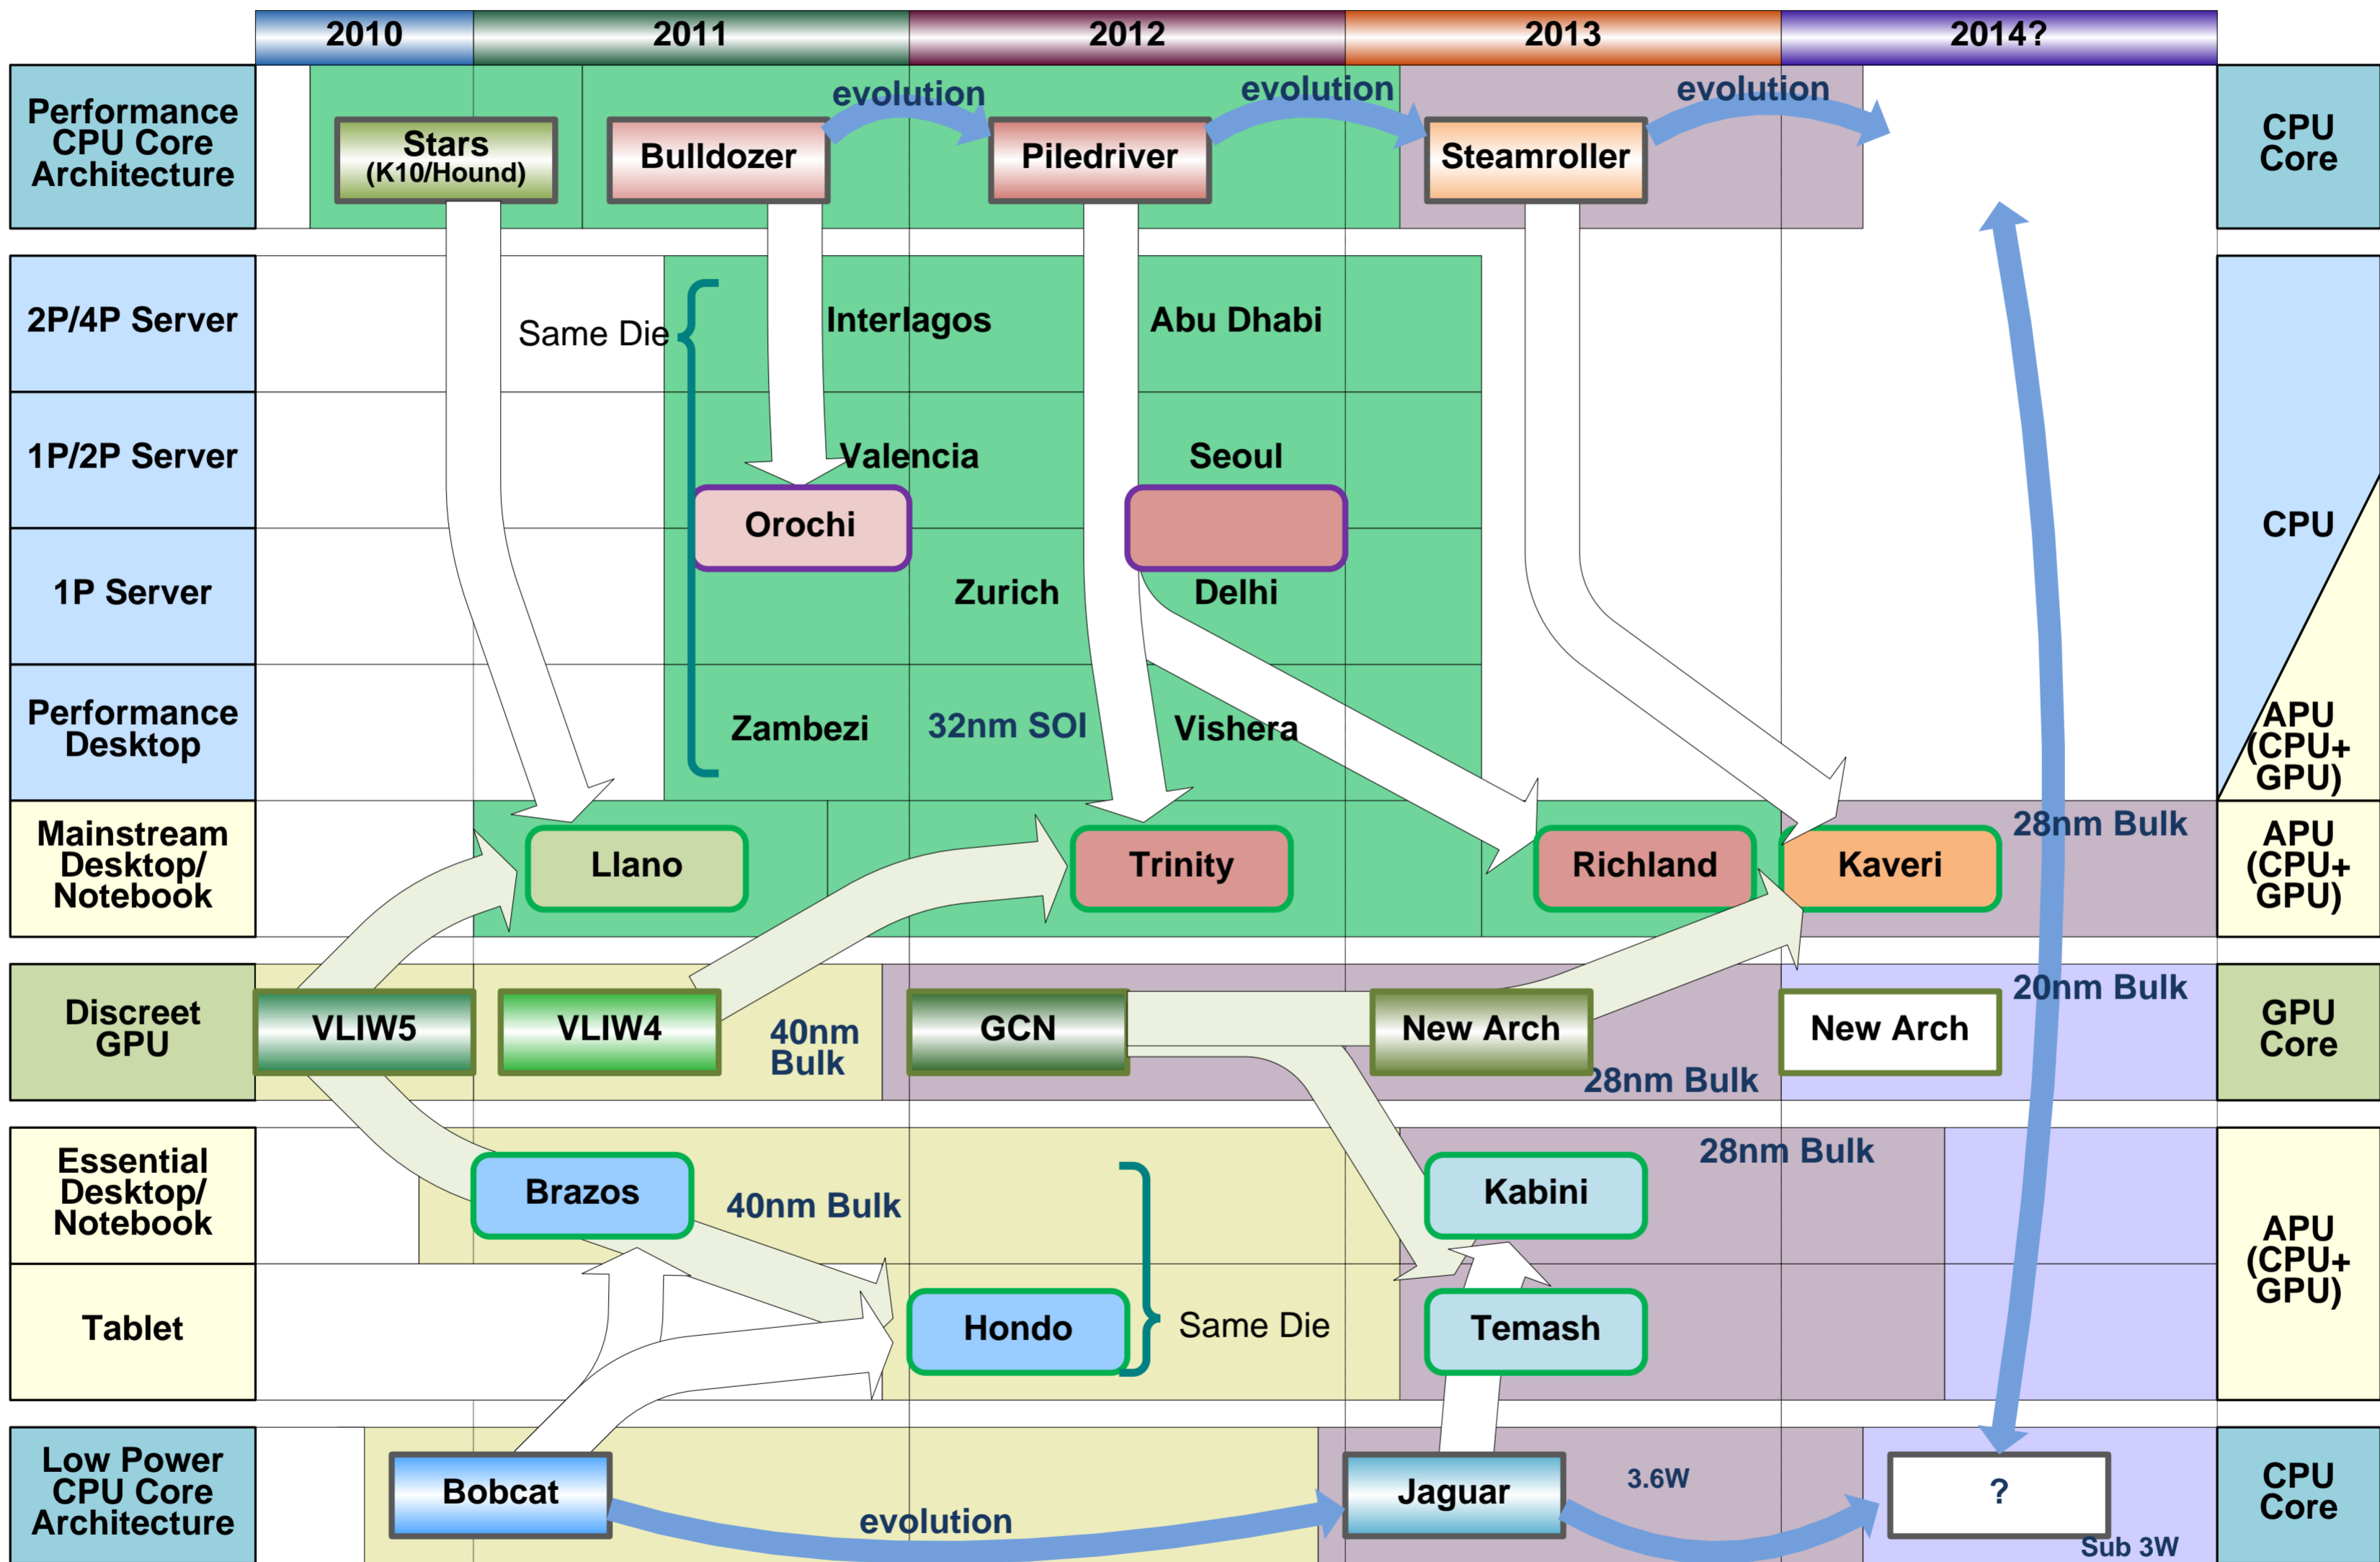 2010
2011
2012
2013
2014?
Performance
CPU Core
Architecture
Stars
(K10/Hound)
Bulldozer
evolution
Piledriver
evolution
Steamroller
evolution
CPU
Core
2P/4P Server
Same Die
Interlagos
Abu Dhabi
1P/2P Server
Valencia
Seoul
Orochi
CPU
1P Server
Zurich
Delhi
Performance
Desktop
Zambezi
32nm SOI
Vishera
APU
(CPU+
GPU)
Mainstream
Desktop/
Notebook
Llano
Trinity
Richland
Kaveri
28nm Bulk
APU
(CPU+
GPU)
Discreet
GPU
VLIW5
VLIW4
40nm
Bulk
GCN
New Arch
28nm Bulk
New Arch
20nm Bulk
GPU
Core
Essential
Desktop/
Notebook
Brazos
40nm Bulk
Kabini
28nm Bulk
Tablet
Hondo
Same Die
Temash
APU
(CPU+
GPU)
Low Power
CPU Core
Architecture
Bobcat
evolution
Jaguar
3.6W
?
Sub 3W
CPU
Core